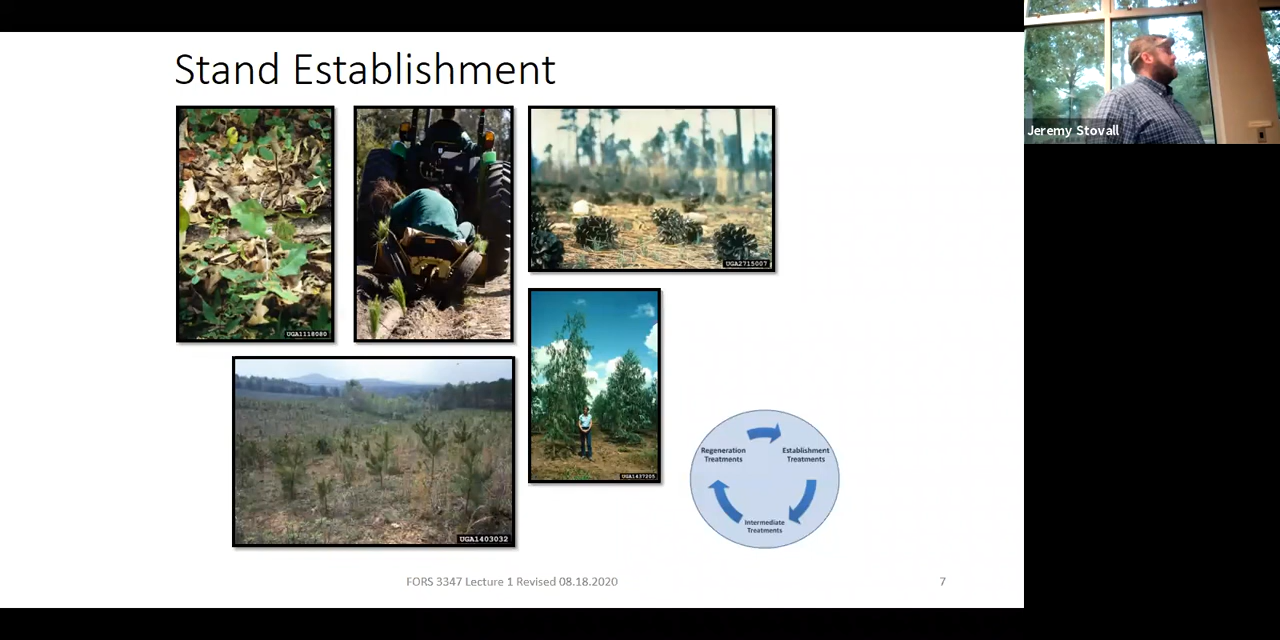 Stand Establishment
Jeremy Stovall
UGA2715007
UGA1118080
UGA1437205
UGA1403032
Regeneration
Treatments
Establishment
Treatments
Intermediate
Treatments
FORS 3347 Lecture 1 Revised 08.18.2020
7